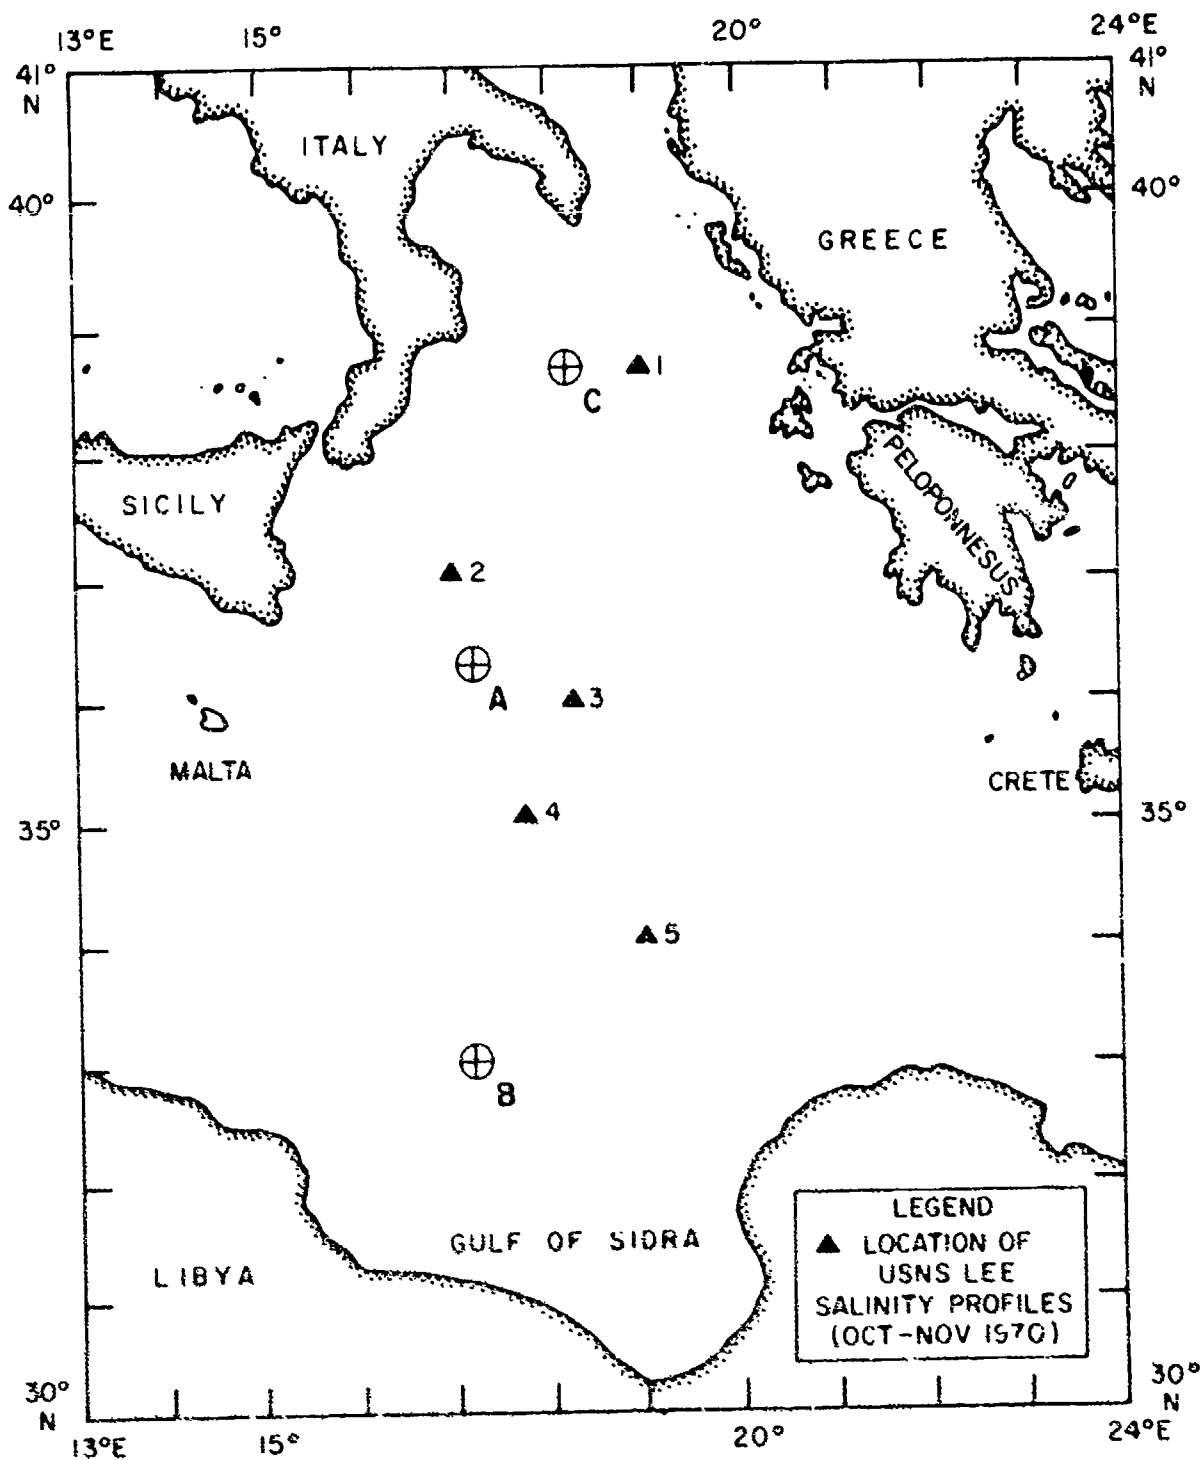 13°E 15° 20° 24°E
41° N
41° N
ITALY
40°
40°
GREECE
1
C
PELOPONNESUS
SICILY
2
A
3
MALTA
CRETE
4
35°
35°
5
B
LEGEND
GULF OF SIDRA
▲ LOCATION OF
LIBYA
USNS LEE
SALINITY PROFILES
(OCT-NOV 1970)
30° N
30° N
13°E 15° 20° 24°E